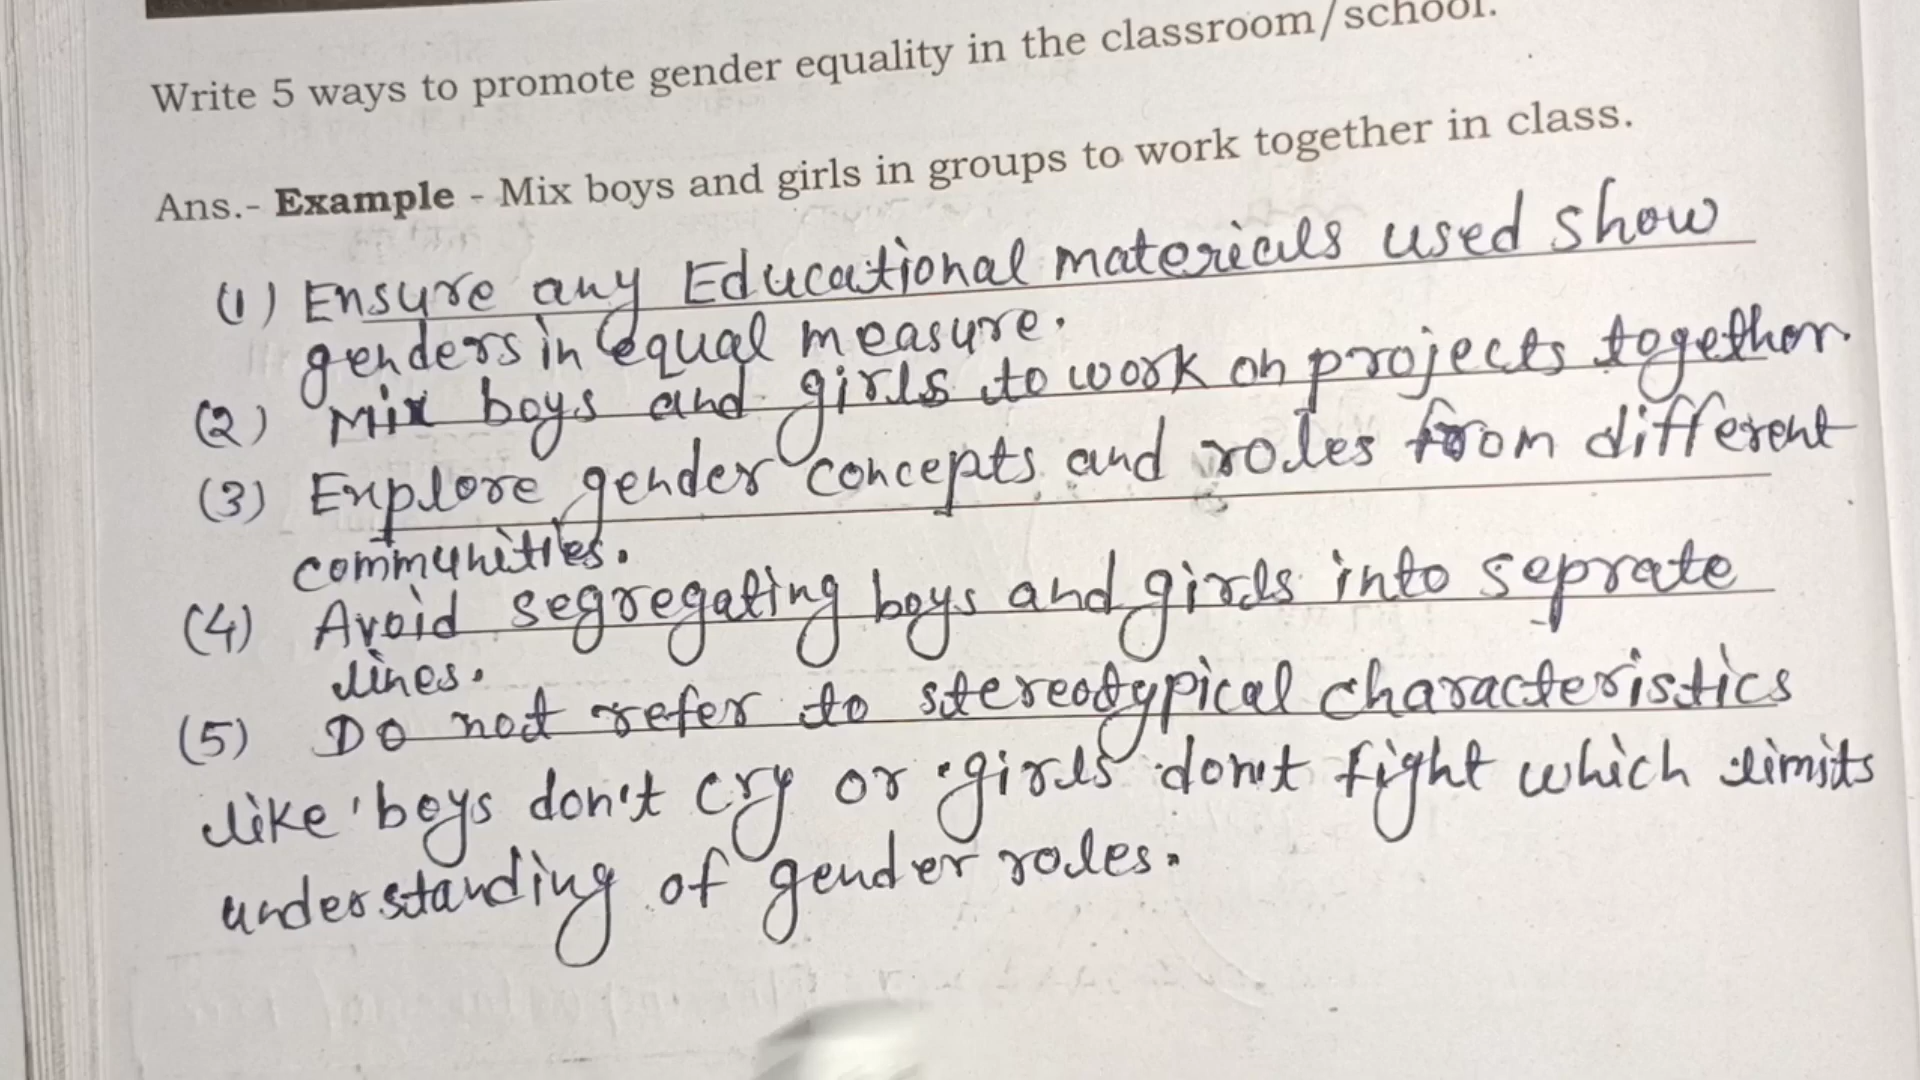 Write 5 ways to promote gender equality in the classroom/school.
Ans.- Example - Mix boys and girls in groups to work together in class.
(1) Ensure any Educational materials used show
genders in equal measure.
(2) Mix boys and girls to work on projects together.
(3) Explore gender concepts and roles from different
communities.
(4) Avoid segregating boys and girls into seprate
lines.
(5) Do not refer to stereotypical characteristics
like 'boys don't cry or girls don't fight which limits
understanding of gender roles.